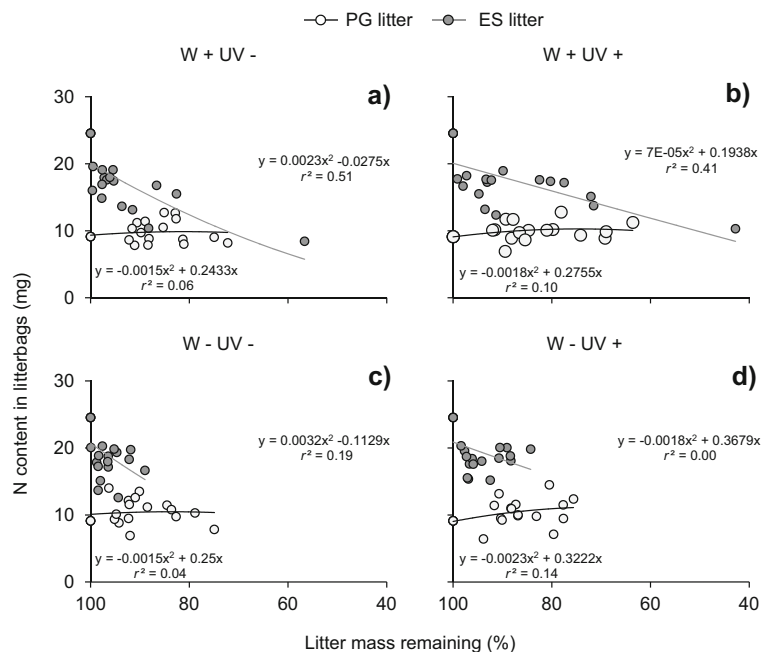 PG litter ES litter
W + UV - W + UV +
30
a) b)
y = 0.0023x² -0.0275x
r² = 0.51
y = 7E-05x² + 0.1938x
r² = 0.41
20
10
y = -0.0015x² + 0.2433x
r² = 0.06
y = -0.0018x² + 0.2755x
r² = 0.10
0
N content in litterbags (mg)
W - UV - W - UV +
30
c) d)
y = 0.0032x² -0.1129x
r² = 0.19
y = -0.0018x² + 0.3679x
r² = 0.00
20
10
y = -0.0015x² + 0.25x
r² = 0.04
y = -0.0023x² + 0.3222x
r² = 0.14
0
100 80 60 40 100 80 60 40
Litter mass remaining (%)